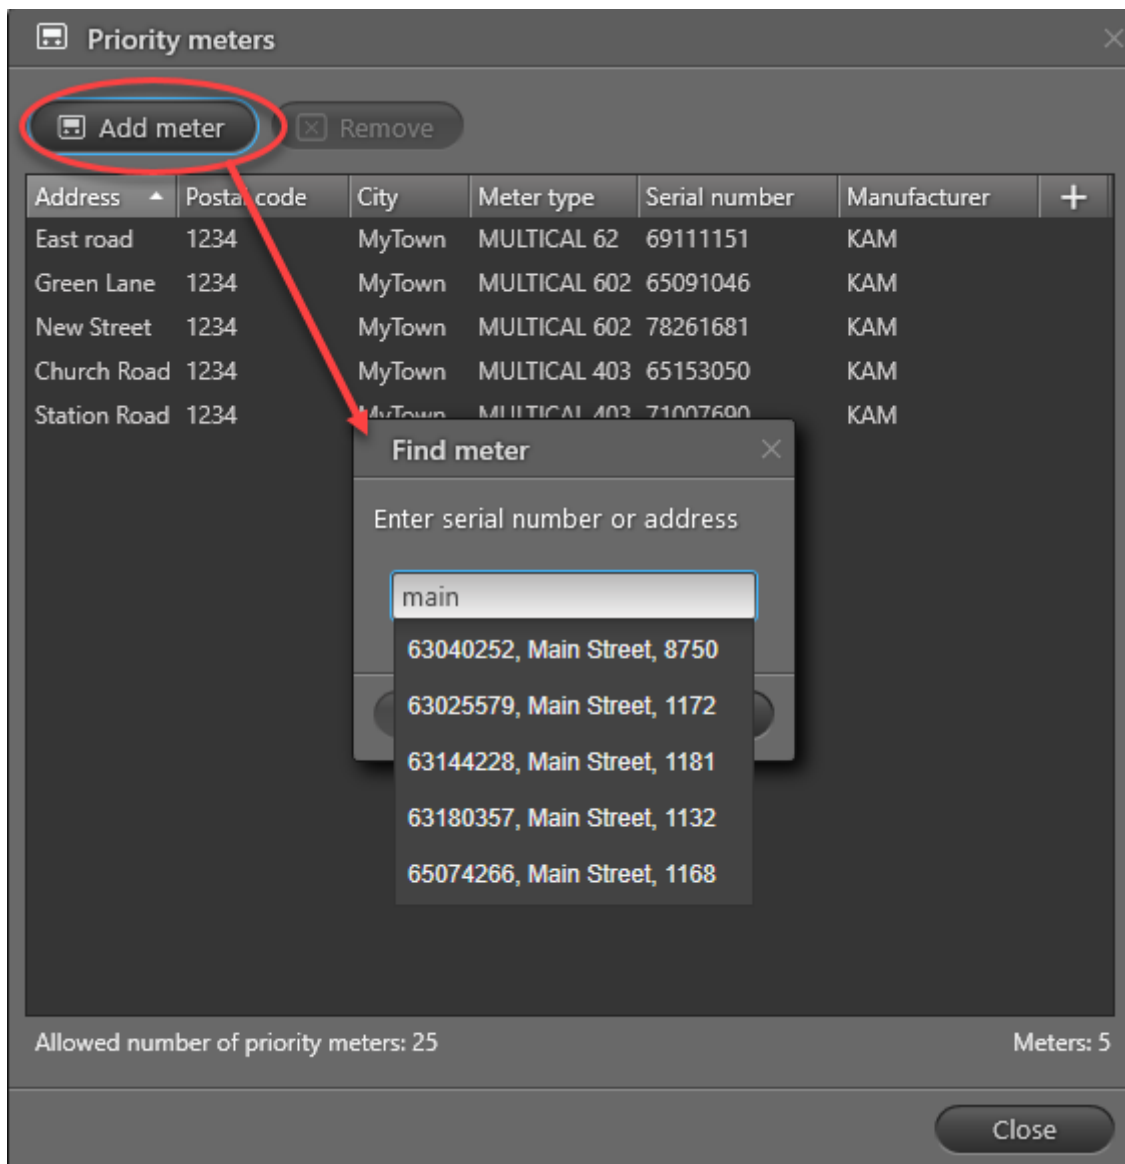 Priority meters
Add meter Remove
Address Postal code City Meter type Serial number Manufacturer +
East road 1234 MyTown MULTICAL 62 69111151 KAM
Green Lane 1234 MyTown MULTICAL 602 65091046 KAM
New Street 1234 MyTown MULTICAL 602 78261681 KAM
Church Road 1234 MyTown MULTICAL 403 65153050 KAM
Station Road 1234 MyTown MULTICAL 403 71007690 KAM
Find meter
Enter serial number or address
main
63040252, Main Street, 8750
63025579, Main Street, 1172
63144228, Main Street, 1181
63180357, Main Street, 1132
65074266, Main Street, 1168
Allowed number of priority meters: 25 Meters: 5
Close